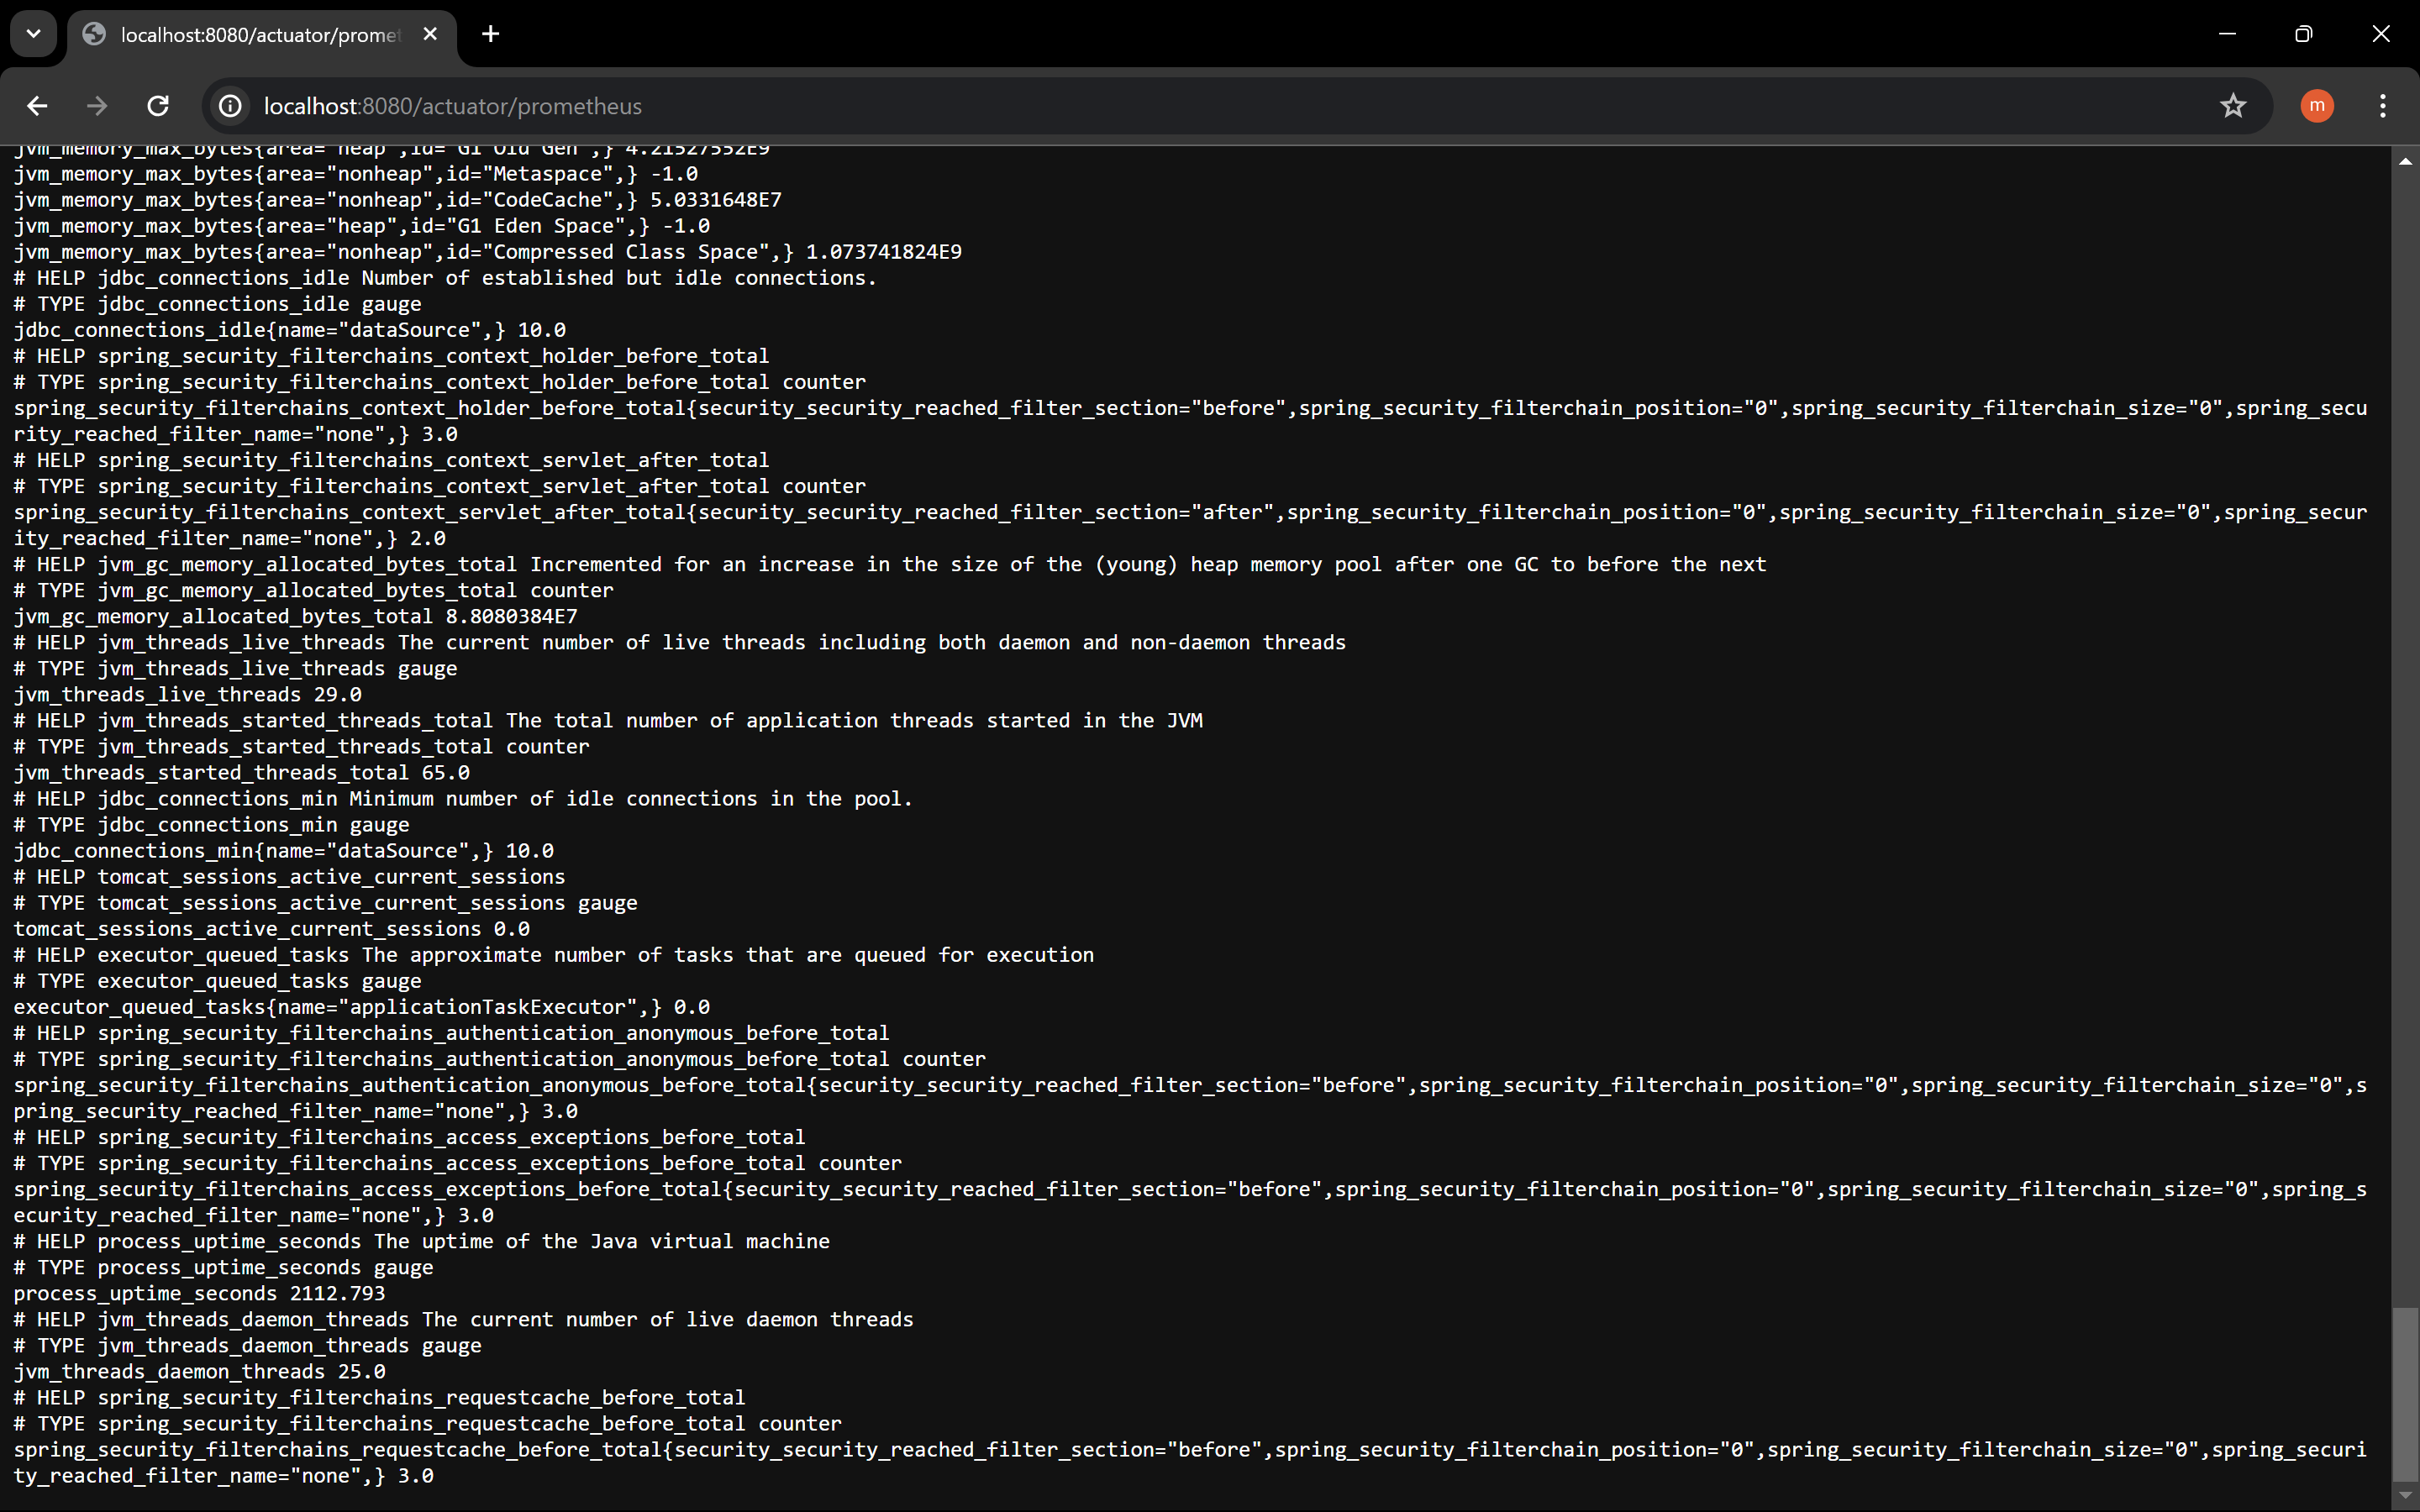 localhost:8080/actuator/promet
localhost:8080/actuator/prometheus
m
jvm_memory_max_bytes{area="heap",id="G1 Old Gen",} 4.21527552E9
jvm_memory_max_bytes{area="nonheap",id="Metaspace",} -1.0
jvm_memory_max_bytes{area="nonheap",id="CodeCache",} 5.0331648E7
jvm_memory_max_bytes{area="heap",id="G1 Eden Space",} -1.0
jvm_memory_max_bytes{area="nonheap",id="Compressed Class Space",} 1.073741824E9
# HELP jdbc_connections_idle Number of established but idle connections.
# TYPE jdbc_connections_idle gauge
jdbc_connections_idle{name="dataSource",} 10.0
# HELP spring_security_filterchains_context_holder_before_total
# TYPE spring_security_filterchains_context_holder_before_total counter
spring_security_filterchains_context_holder_before_total{security_security_reached_filter_section="before",spring_security_filterchain_position="0",spring_security_filterchain_size="0",spring_secu
rity_reached_filter_name="none",} 3.0
# HELP spring_security_filterchains_context_servlet_after_total
# TYPE spring_security_filterchains_context_servlet_after_total counter
spring_security_filterchains_context_servlet_after_total{security_security_reached_filter_section="after",spring_security_filterchain_position="0",spring_security_filterchain_size="0",spring_secur
ity_reached_filter_name="none",} 2.0
# HELP jvm_gc_memory_allocated_bytes_total Incremented for an increase in the size of the (young) heap memory pool after one GC to before the next
# TYPE jvm_gc_memory_allocated_bytes_total counter
jvm_gc_memory_allocated_bytes_total 8.8080384E7
# HELP jvm_threads_live_threads The current number of live threads including both daemon and non-daemon threads
# TYPE jvm_threads_live_threads gauge
jvm_threads_live_threads 29.0
# HELP jvm_threads_started_threads_total The total number of application threads started in the JVM
# TYPE jvm_threads_started_threads_total counter
jvm_threads_started_threads_total 65.0
# HELP jdbc_connections_min Minimum number of idle connections in the pool.
# TYPE jdbc_connections_min gauge
jdbc_connections_min{name="dataSource",} 10.0
# HELP tomcat_sessions_active_current_sessions
# TYPE tomcat_sessions_active_current_sessions gauge
tomcat_sessions_active_current_sessions 0.0
# HELP executor_queued_tasks The approximate number of tasks that are queued for execution
# TYPE executor_queued_tasks gauge
executor_queued_tasks{name="applicationTaskExecutor",} 0.0
# HELP spring_security_filterchains_authentication_anonymous_before_total
# TYPE spring_security_filterchains_authentication_anonymous_before_total counter
spring_security_filterchains_authentication_anonymous_before_total{security_security_reached_filter_section="before",spring_security_filterchain_position="0",spring_security_filterchain_size="0",s
pring_security_reached_filter_name="none",} 3.0
# HELP spring_security_filterchains_access_exceptions_before_total
# TYPE spring_security_filterchains_access_exceptions_before_total counter
spring_security_filterchains_access_exceptions_before_total{security_security_reached_filter_section="before",spring_security_filterchain_position="0",spring_security_filterchain_size="0",spring_s
ecurity_reached_filter_name="none",} 3.0
# HELP process_uptime_seconds The uptime of the Java virtual machine
# TYPE process_uptime_seconds gauge
process_uptime_seconds 2112.793
# HELP jvm_threads_daemon_threads The current number of live daemon threads
# TYPE jvm_threads_daemon_threads gauge
jvm_threads_daemon_threads 25.0
# HELP spring_security_filterchains_requestcache_before_total
# TYPE spring_security_filterchains_requestcache_before_total counter
spring_security_filterchains_requestcache_before_total{security_security_reached_filter_section="before",spring_security_filterchain_position="0",spring_security_filterchain_size="0",spring_securi
ty_reached_filter_name="none",} 3.0